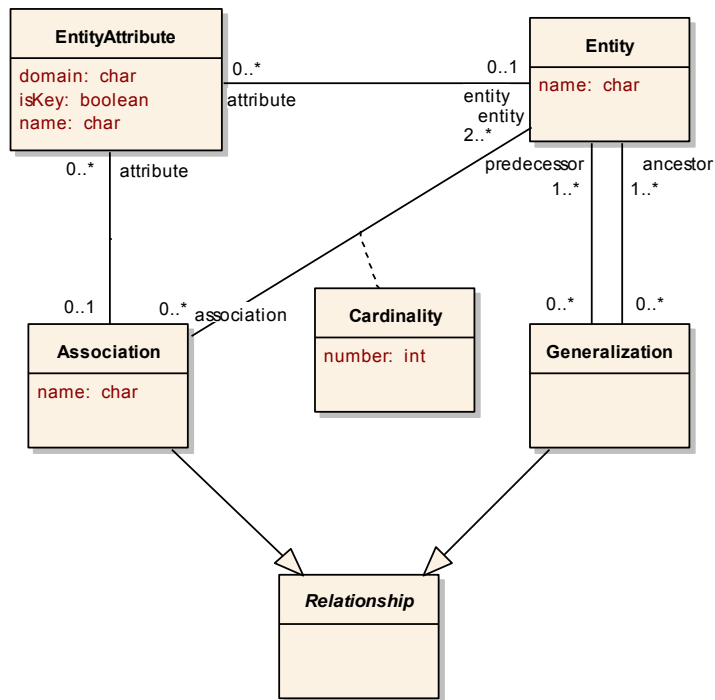 EntityAttribute
domain: char
isKey: boolean
name: char
Entity
name: char
0..*
attribute
0..1
entity
entity
2..*
0..*
attribute
predecessor
1..*
ancestor
1..*
0..1
0..*
association
0..*
0..*
Association
name: char
Cardinality
number: int
Generalization
Relationship